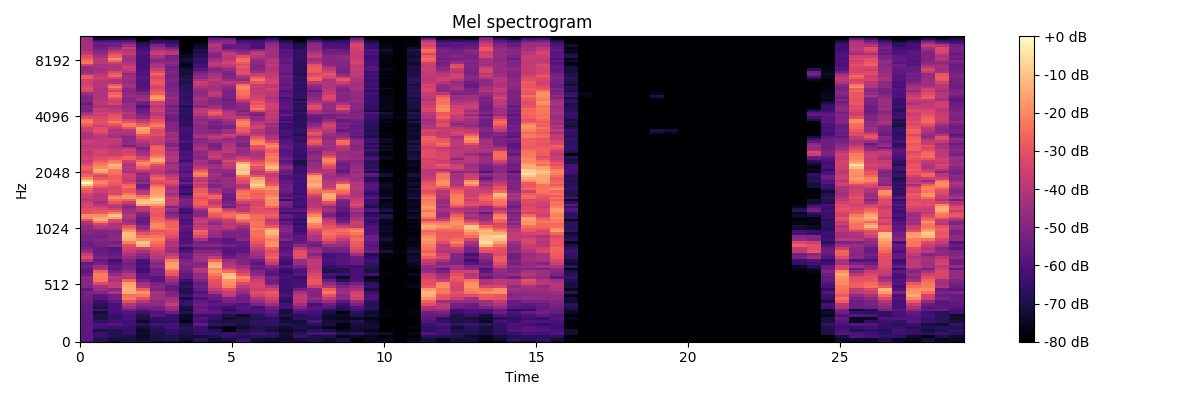 Mel spectrogram
+0 dB
8192
-10 dB
4096
-20 dB
-30 dB
2048
Hz
-40 dB
1024
-50 dB
-60 dB
512
-70 dB
0
-80 dB
0 5 10 15 20 25
Time